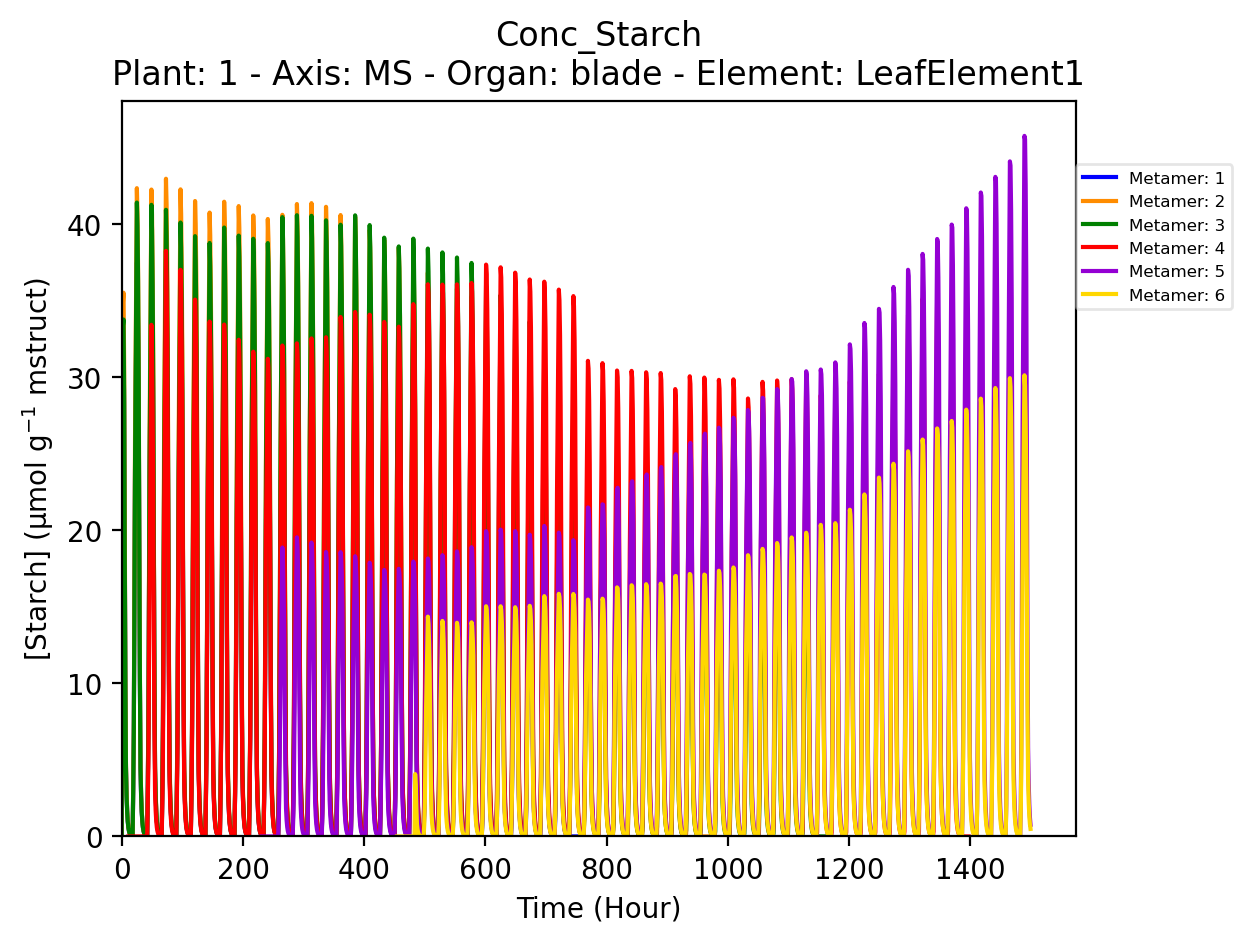 Conc_Starch
Plant: 1 - Axis: MS - Organ: blade - Element: LeafElement1
[Starch] (µmol g⁻¹ mstruct)
40
30
20
10
0
0 200 400 600 800 1000 1200 1400
Time (Hour)
Metamer: 1
Metamer: 2
Metamer: 3
Metamer: 4
Metamer: 5
Metamer: 6